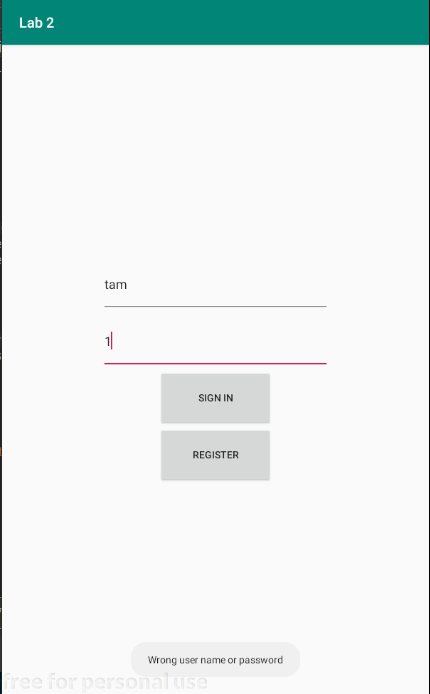 Lab 2
tam
1
SIGN IN
REGISTER
Wrong user name or password
free for personal use